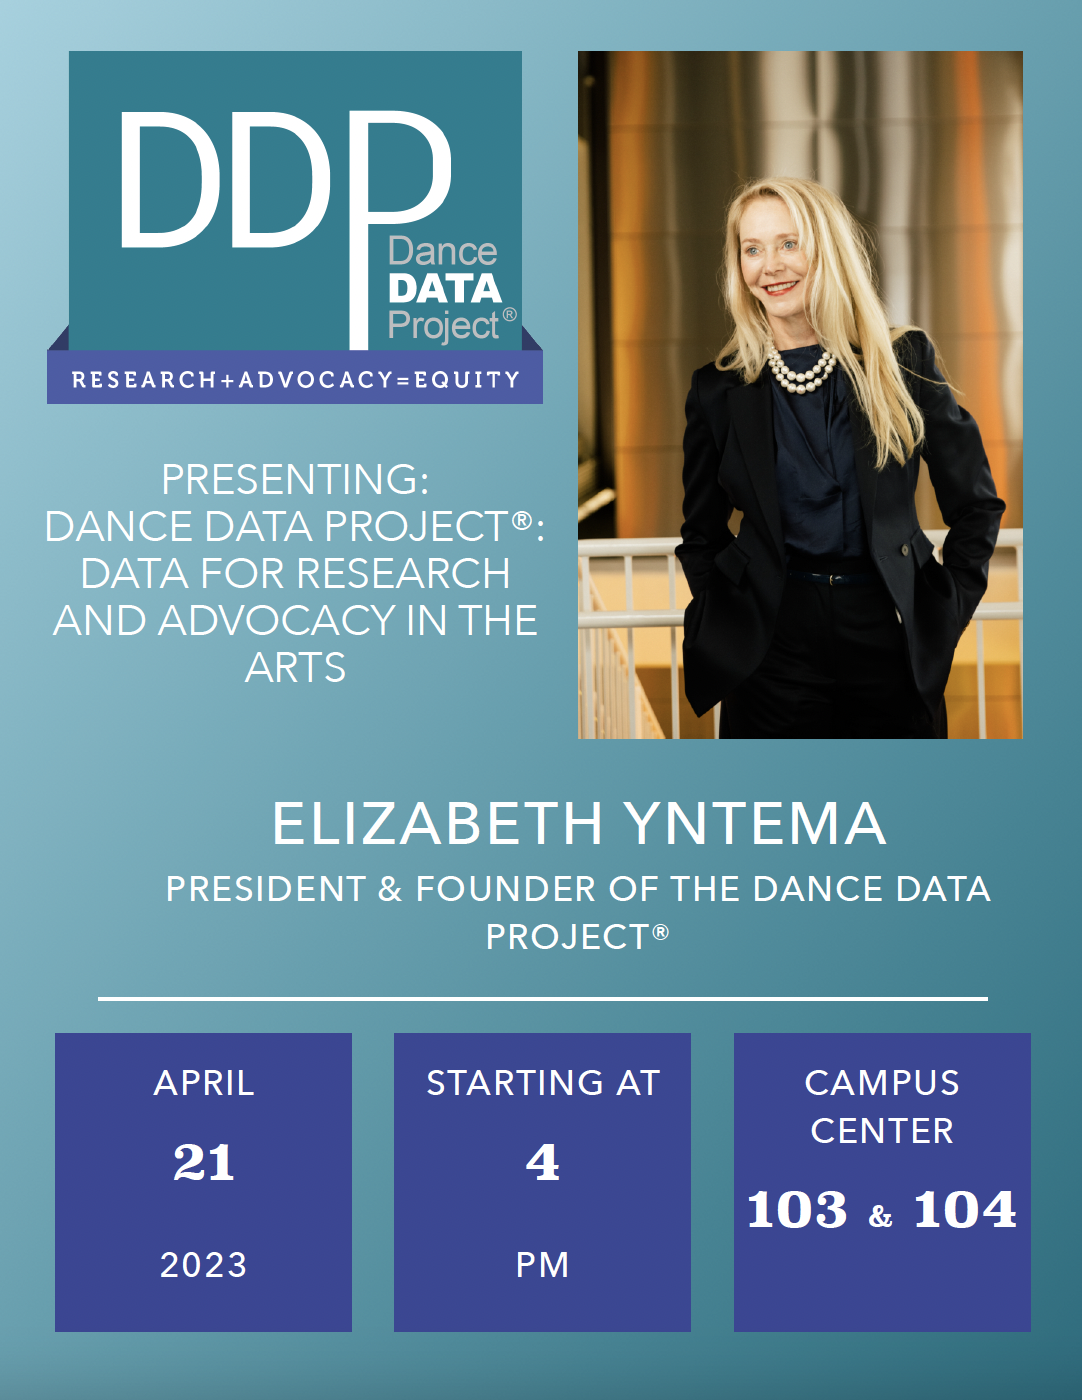 DDP
Dance
DATA
Project®
RESEARCH+ADVOCACY=EQUITY
PRESENTING:
DANCE DATA PROJECT®:
DATA FOR RESEARCH
AND ADVOCACY IN THE
ARTS
ELIZABETH YNTEMA
PRESIDENT & FOUNDER OF THE DANCE DATA
PROJECT®
APRIL
21
2023
STARTING AT
4
PM
CAMPUS
CENTER
103 & 104